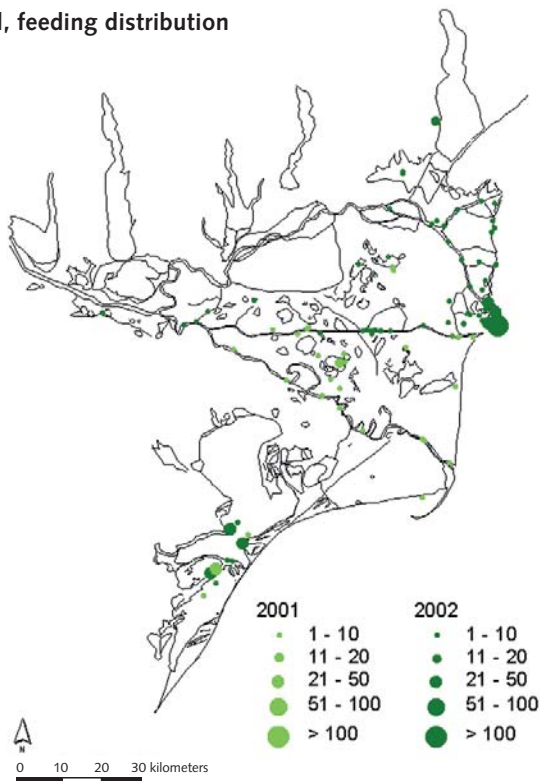 l, feeding distribution
2001 2002
1 - 10 1 - 10
11 - 20 11 - 20
21 - 50 21 - 50
51 - 100 51 - 100
> 100 > 100
N
0 10 20 30 kilometers